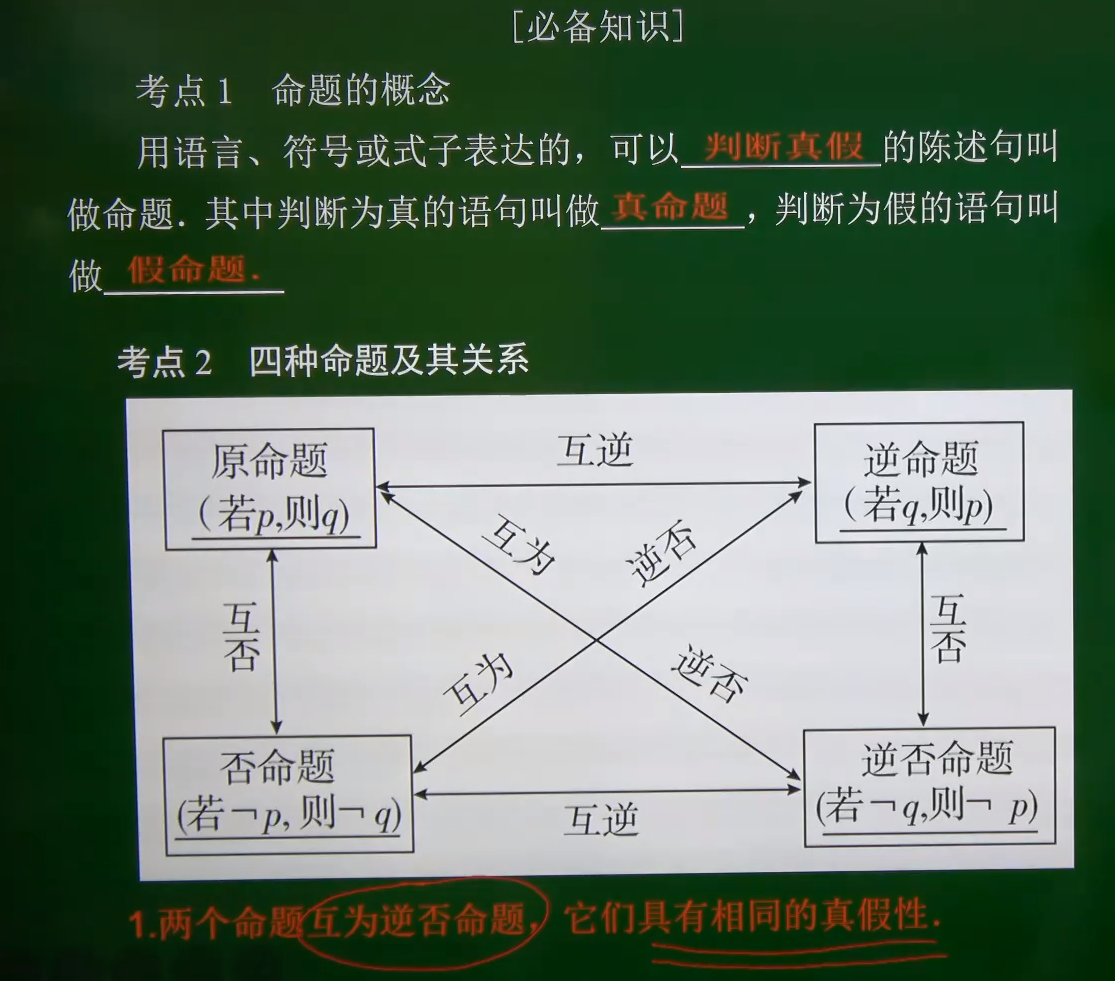 [必备知识]
考点1 命题的概念
用语言、符号或式子表达的，可以 判断真假 的陈述句叫
做命题．其中判断为真的语句叫做 真命题 ，判断为假的语句叫
做 假命题．
考点2 四种命题及其关系
原命题
(若p,则q)
互逆
逆命题
(若q,则p)
互为
逆否
互否
互否
互为
逆否
否命题
(若¬p, 则¬q)
互逆
逆否命题
(若¬q,则¬p)
1.两个命题互为逆否命题，它们具有相同的真假性．